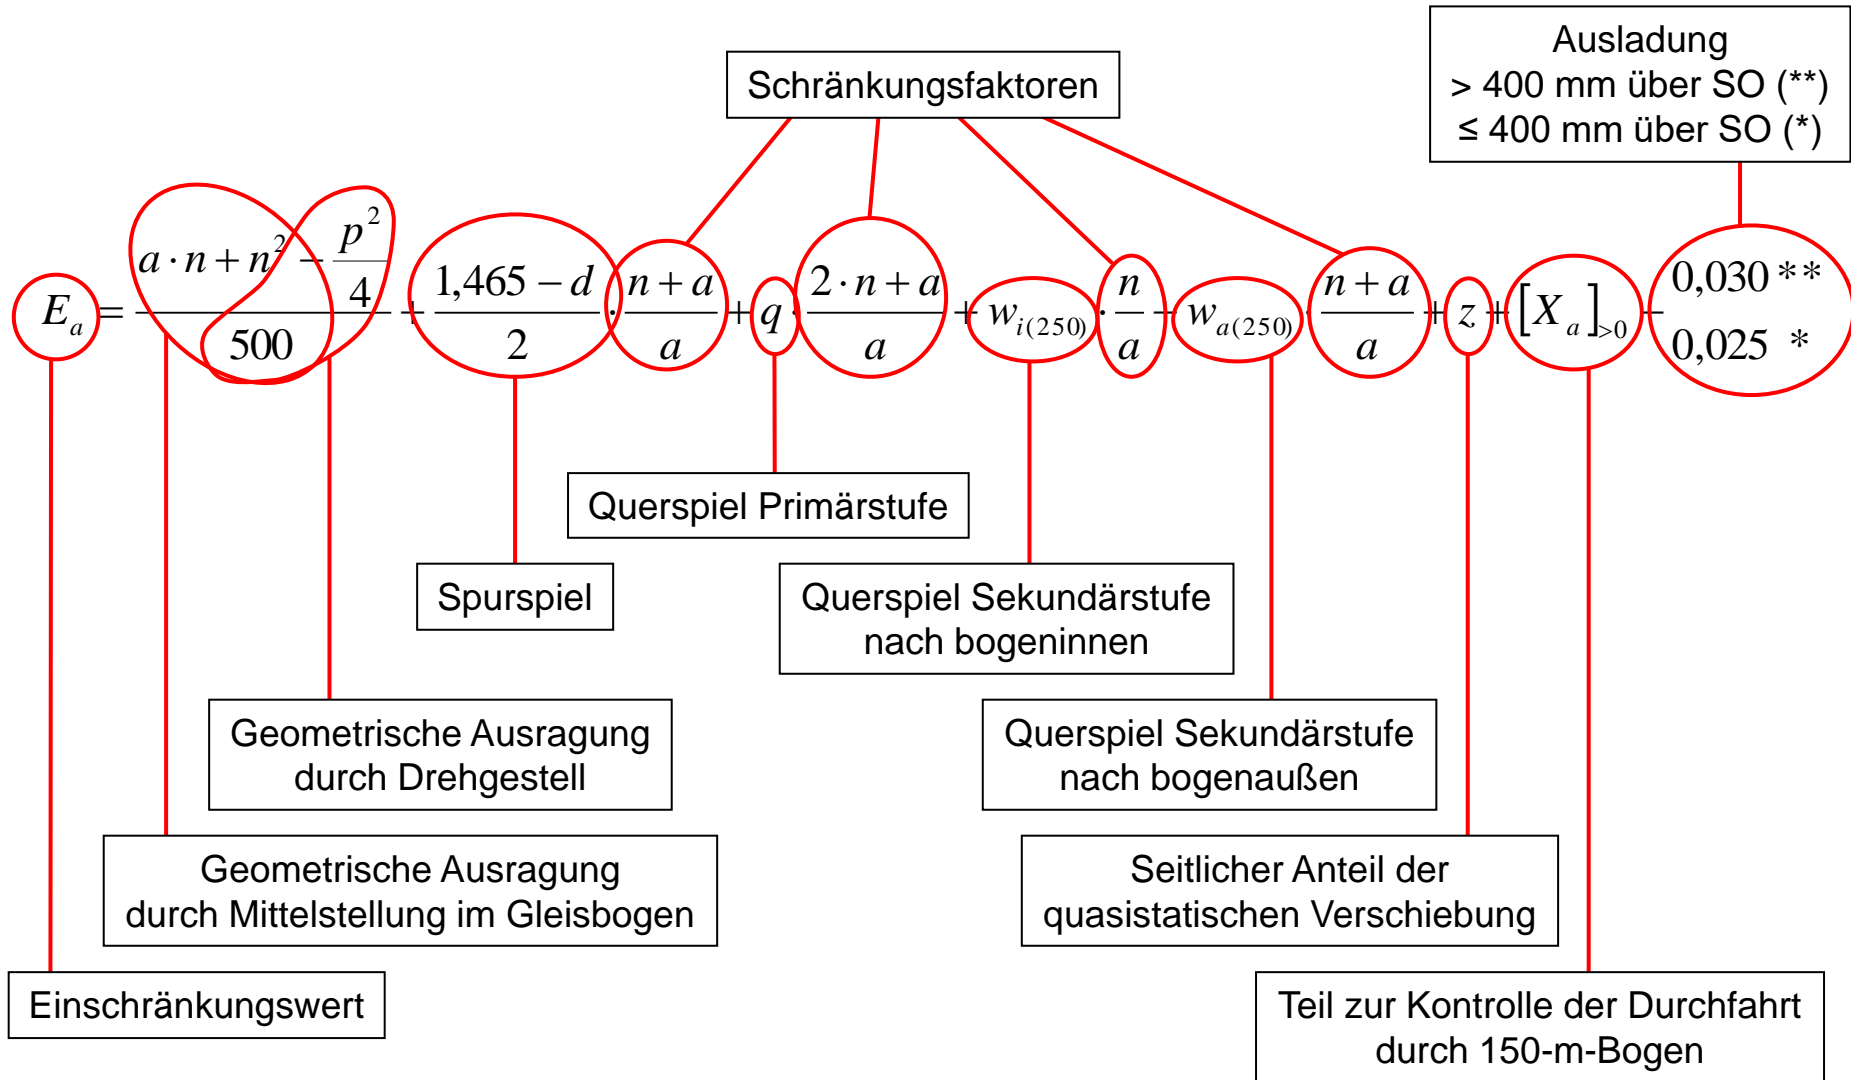 Ausladung
> 400 mm über SO (**)
≤ 400 mm über SO (*)
Schränkungsfaktoren
E_a = (a · n + n² − p²/4) / 500 + (1,465 − d) / 2 · (n + a) / a + q · (2 · n + a) / a + w_i(250) · n / a + w_a(250) · (n + a) / a + z + [X_a]_>0 − 0,030 **
0,025 *
Querspiel Primärstufe
Spurspiel
Querspiel Sekundärstufe
nach bogeninnen
Geometrische Ausragung
durch Drehgestell
Querspiel Sekundärstufe
nach bogenaußen
Geometrische Ausragung
durch Mittelstellung im Gleisbogen
Seitlicher Anteil der
quasistatischen Verschiebung
Einschränkungswert
Teil zur Kontrolle der Durchfahrt
durch 150-m-Bogen